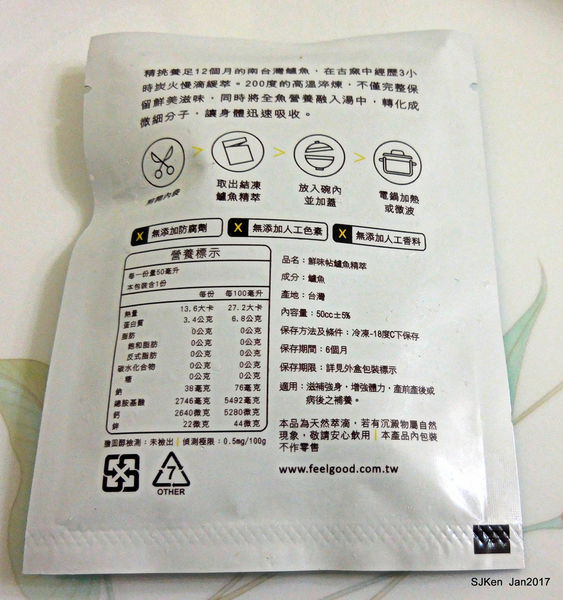 精挑養足12個月的南台灣鱸魚，在古窯中經歷3小
時炭火慢滴緩萃。200度的高溫淬煉，不僅完整保
留鮮美滋味，同時將全魚營養融入湯中，轉化成
微細分子，讓身體迅速吸收。
剪開內袋
取出結凍
鱸魚精萃
放入碗內
並加蓋
電鍋加熱
或微波
X 無添加防腐劑
X 無添加人工色素
X 無添加人工香料
營養標示
每一份量50毫升
本包裝含1份
每份 每100毫升
熱量 13.6大卡 27.2大卡
蛋白質 3.4公克 6.8公克
脂肪 0公克 0公克
飽和脂肪 0公克 0公克
反式脂肪 0公克 0公克
碳水化合物 0公克 0公克
糖 0公克 0公克
鈉 38毫克 76毫克
總胺基酸 2746毫克 5492毫克
鈣 2640微克 5280微克
鋅 22微克 44微克
膽固醇檢測：未檢出｜偵測極限：0.5mg/100g
7
OTHER
品名：鮮味帖鱸魚精萃
成分：鱸魚
產地：台灣
內容量：50cc±5%
保存方法及條件：冷凍-18度C下保存
保存期間：6個月
保存期限：詳見外盒包裝標示
適用：滋補強身，增強體力，產前產後或
病後之補養。
本品為天然萃滴，若有沉澱物屬自然
現象，敬請安心飲用｜本產品內包裝
不作零售
www.feelgood.com.tw
SJKen Jan2017